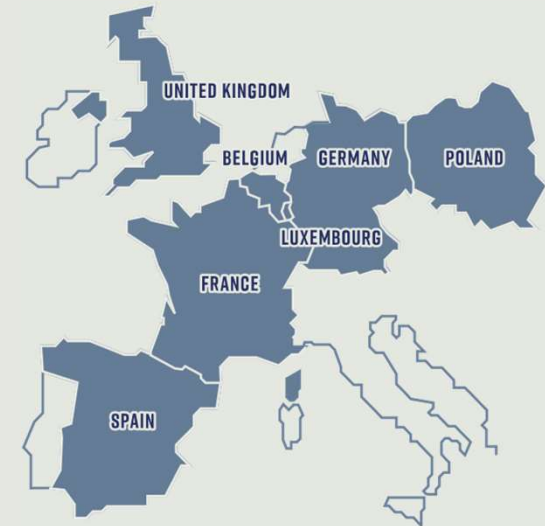 UNITED KINGDOM
BELGIUM
GERMANY
POLAND
LUXEMBOURG
FRANCE
SPAIN